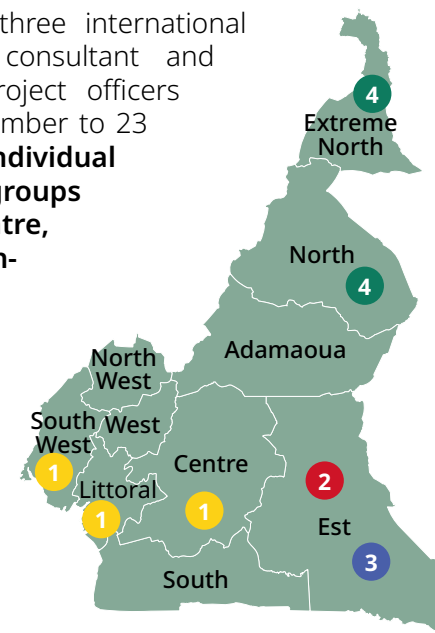 three international
consultant and
roject officers
mber to 23
ndividual
groups
tre,
n-
4
Extreme
North
North
4
Adamaoua
North
West
South
West
West
1
Littoral
1
Centre
1
2
Est
3
South